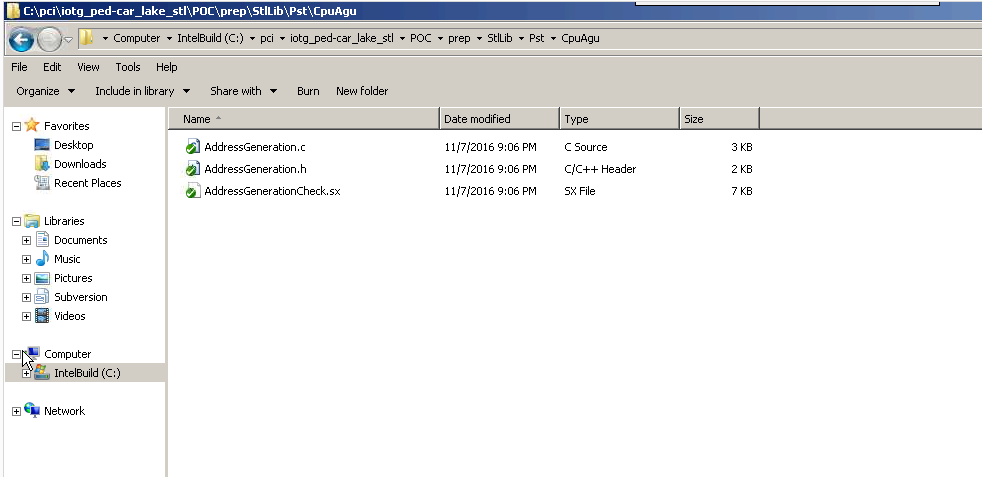 C:\pci\iotg_ped-car_lake_stl\POC\prep\StlLib\Pst\CpuAgu
Computer IntelBuild (C:) pci iotg_ped-car_lake_stl POC prep StlLib Pst CpuAgu
File Edit View Tools Help
Organize Include in library Share with Burn New folder
Name Date modified Type Size
Favorites
Desktop
Downloads
Recent Places
Libraries
Documents
Music
Pictures
Subversion
Videos
Computer
IntelBuild (C:)
Network
AddressGeneration.c 11/7/2016 9:06 PM C Source 3 KB
AddressGeneration.h 11/7/2016 9:06 PM C/C++ Header 2 KB
AddressGenerationCheck.sx 11/7/2016 9:06 PM SX File 7 KB